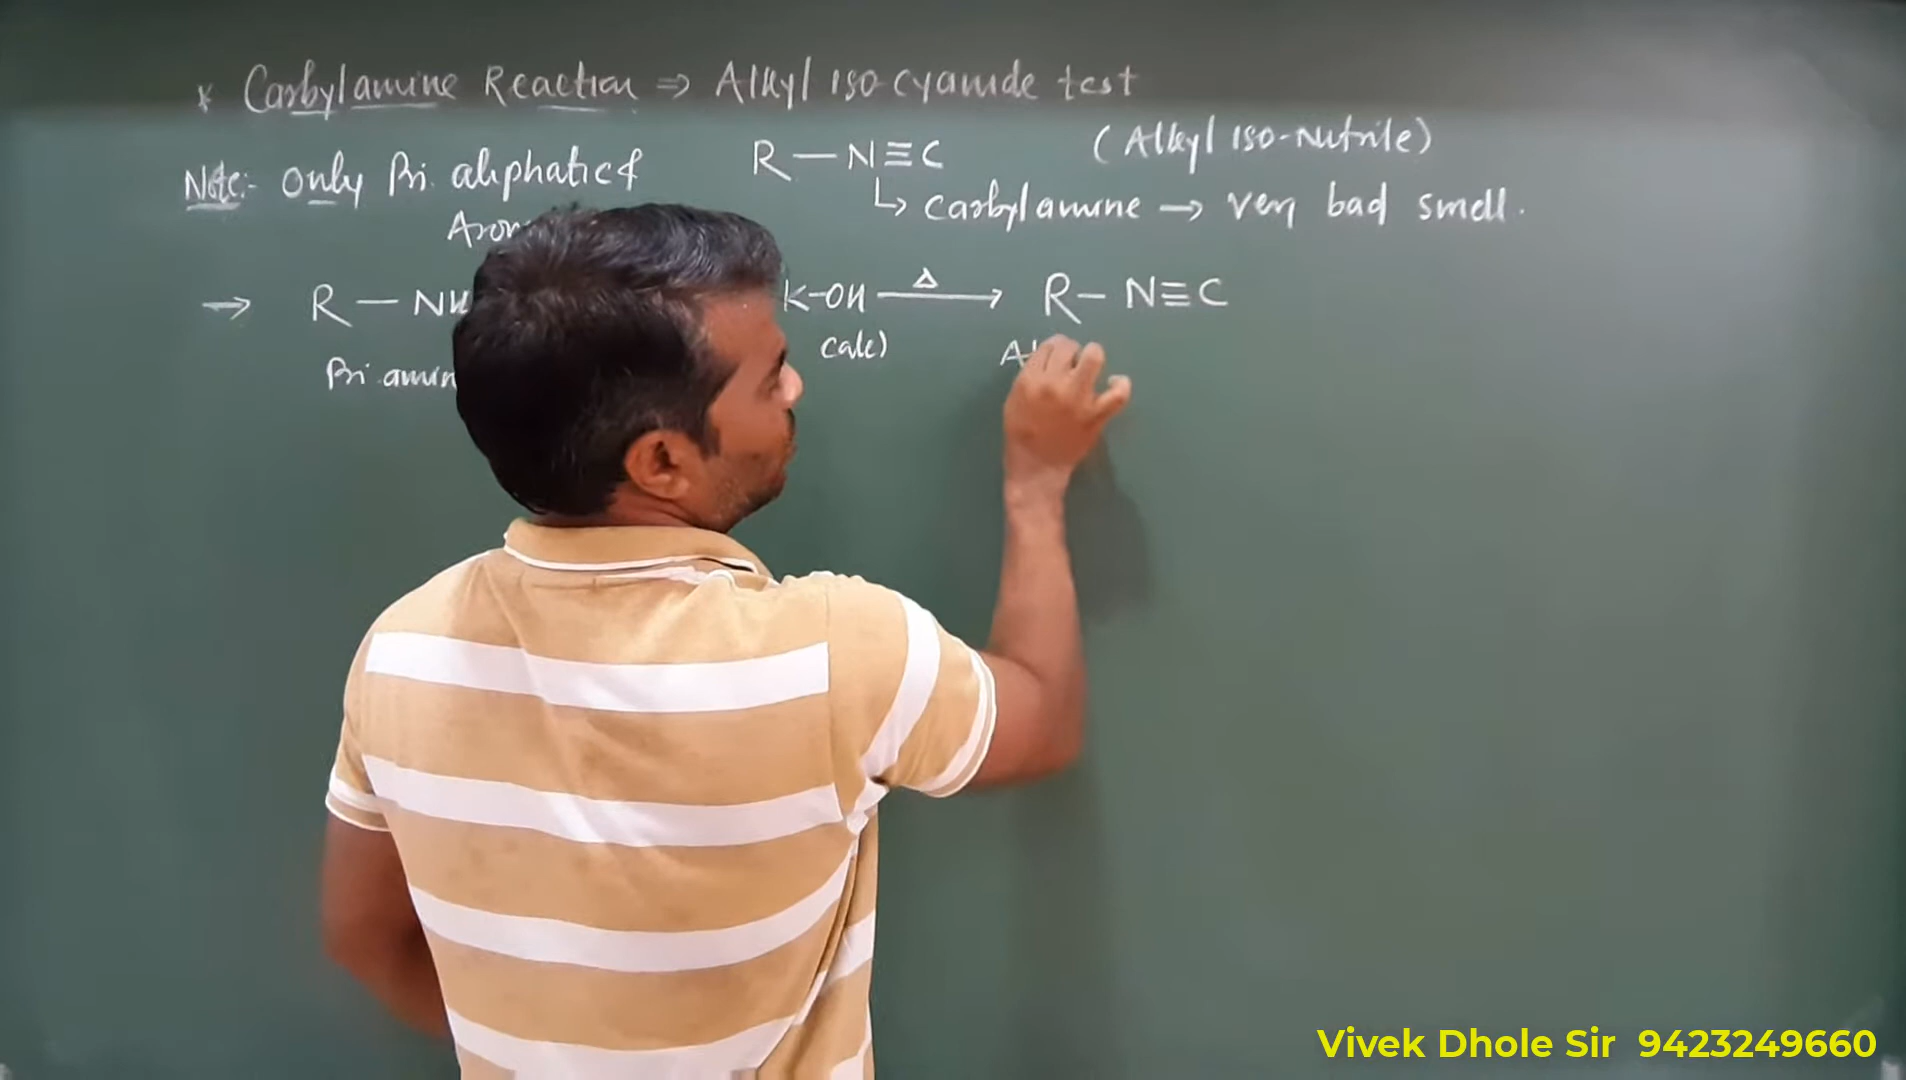 * Carbylamine Reaction ⇒ Alkyl iso cyanide test
(Alkyl iso-Nitrile)
Note:- Only Pri. aliphatic &
R — N≡C
↳ carbylamine → very bad smell.
→ R — NH
K-OH
Δ
R — N≡C
Pri amin
(alc)